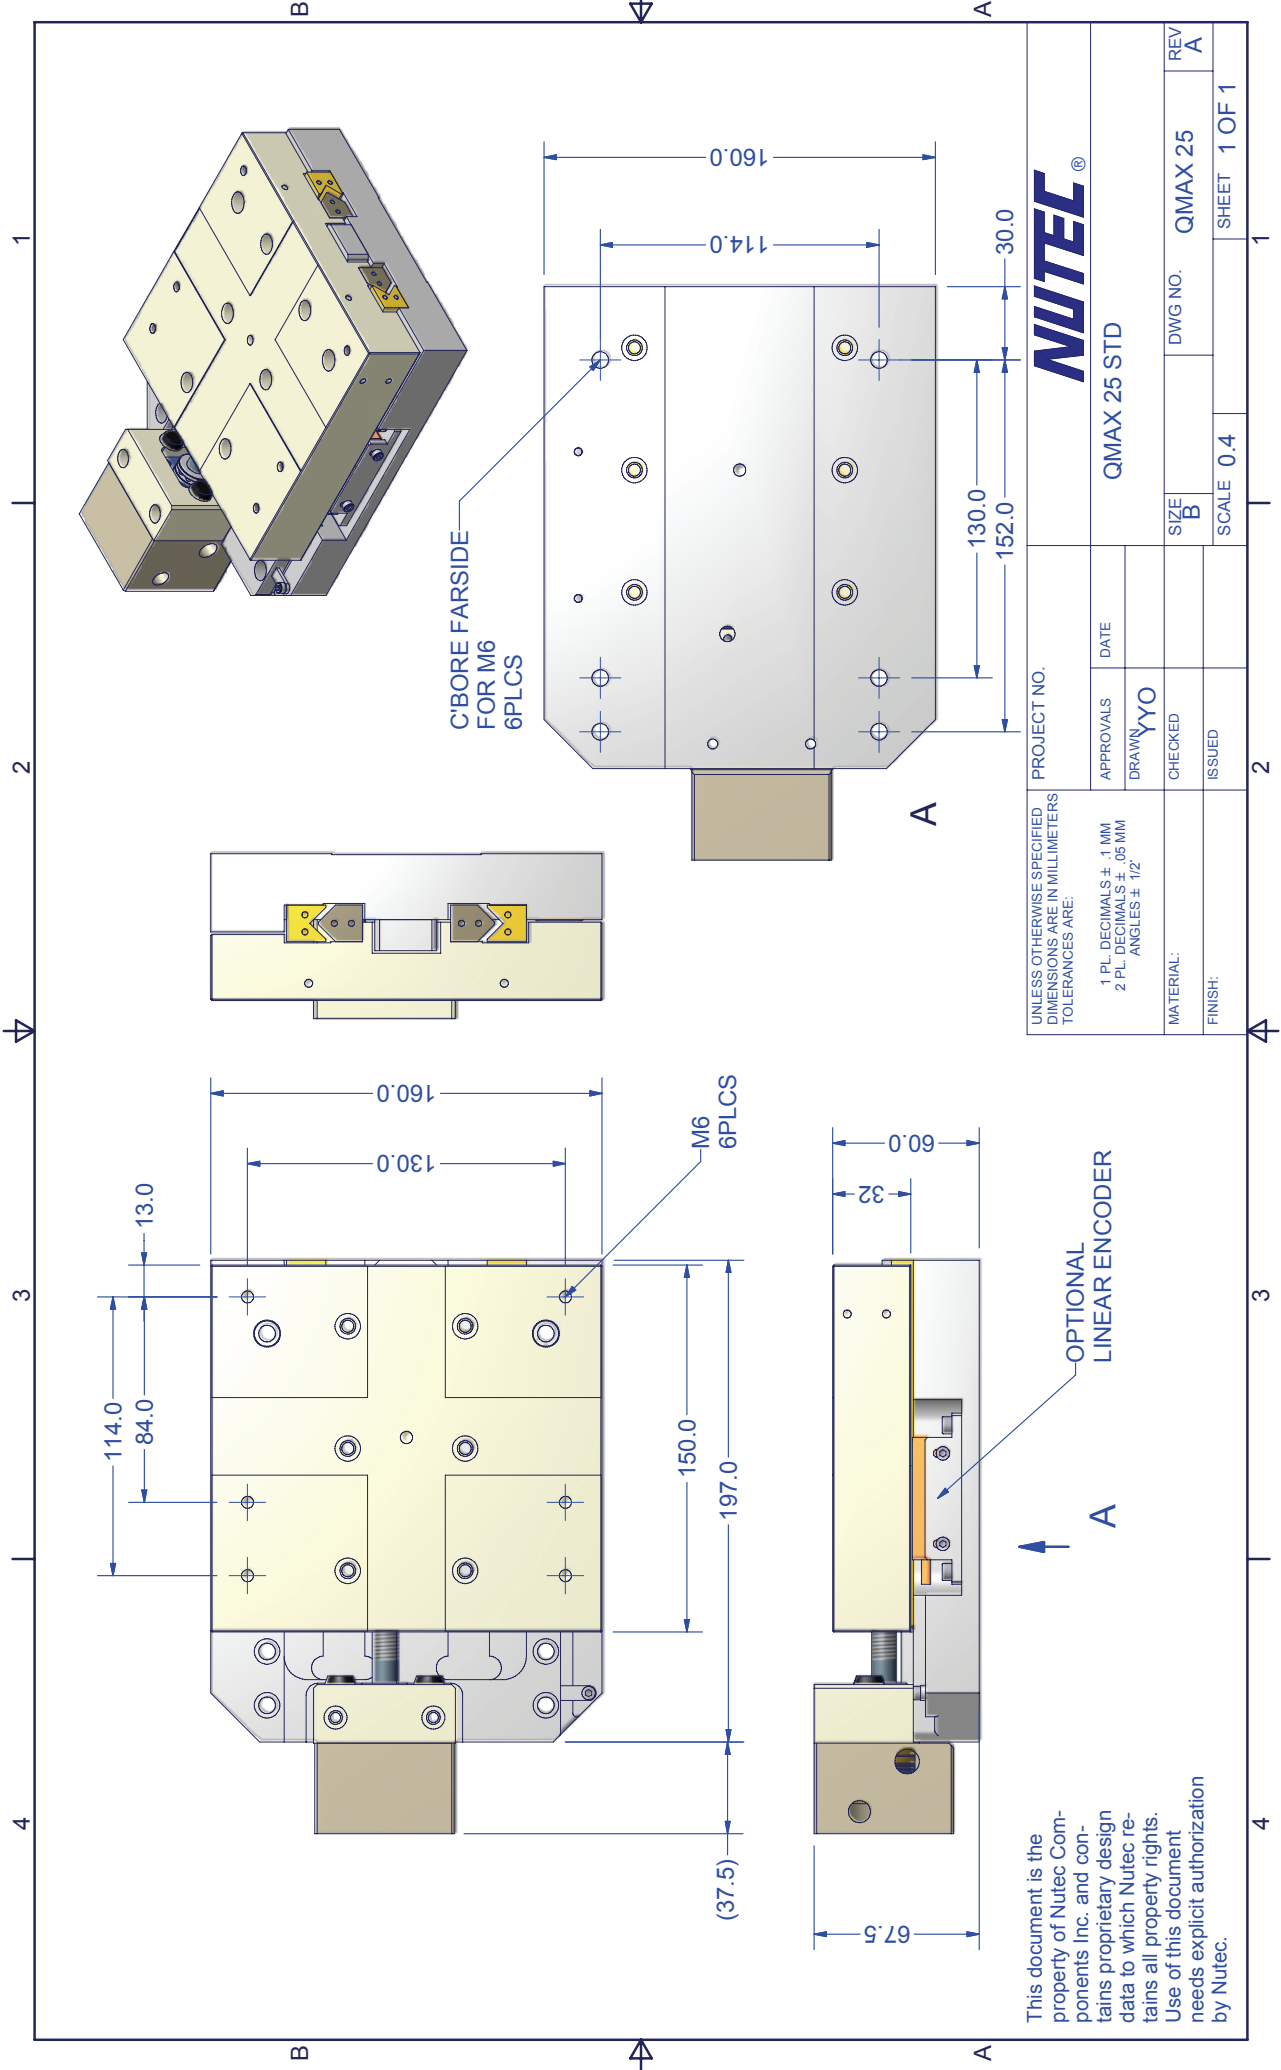 4
3
2
1
B
B
A
A
114.0
84.0
13.0
130.0
160.0
150.0
197.0
(37.5)
M6
6PLCS
C'BORE FARSIDE
FOR M6
6PLCS
160.0
114.0
130.0
152.0
30.0
A
67.5
32
60.0
OPTIONAL
LINEAR ENCODER
A
This document is the
property of Nutec Com-
ponents Inc. and con-
tains proprietary design
data to which Nutec re-
tains all property rights.
Use of this document
needs explicit authorization
by Nutec.
UNLESS OTHERWISE SPECIFIED
DIMENSIONS ARE IN MILLIMETERS
TOLERANCES ARE:
1 PL. DECIMALS ± .1 MM
2 PL. DECIMALS ± .05 MM
ANGLES ± 1/2°
MATERIAL:
FINISH:
PROJECT NO.
APPROVALS
DATE
DRAWN
YYO
CHECKED
ISSUED
NUTEC ®
QMAX 25 STD
SIZE
B
DWG NO.
QMAX 25
REV
A
SCALE 0.4
SHEET 1 OF 1
4
3
2
1